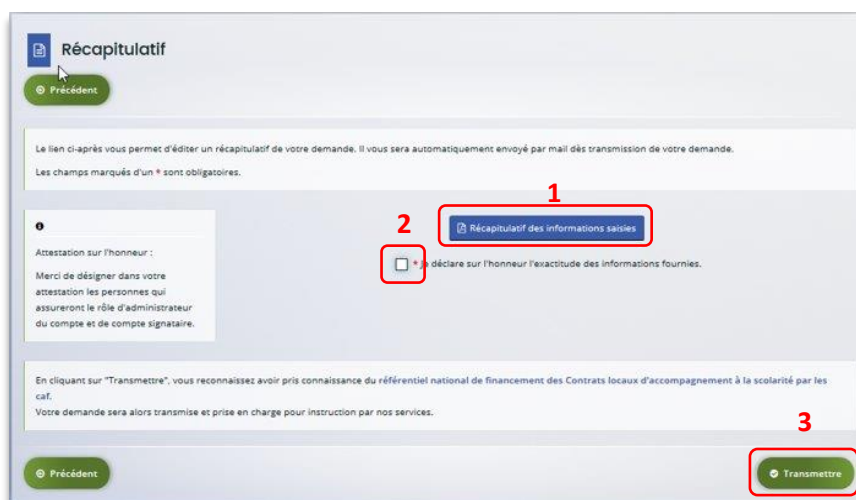 Récapitulatif
Précédent
Le lien ci-après vous permet d'éditer un récapitulatif de votre demande. Il vous sera automatiquement envoyé par mail dès transmission de votre demande.
Les champs marqués d'un * sont obligatoires.
1
Récapitulatif des informations saisies
2
* Je déclare sur l'honneur l'exactitude des informations fournies.
Attestation sur l'honneur :
Merci de désigner dans votre
attestation les personnes qui
assureront le rôle d'administrateur
du compte et de compte signataire.
En cliquant sur "Transmettre", vous reconnaissez avoir pris connaissance du référentiel national de financement des Contrats locaux d'accompagnement à la scolarité par les
caf.
Votre demande sera alors transmise et prise en charge pour instruction par nos services.
3
Précédent
Transmettre